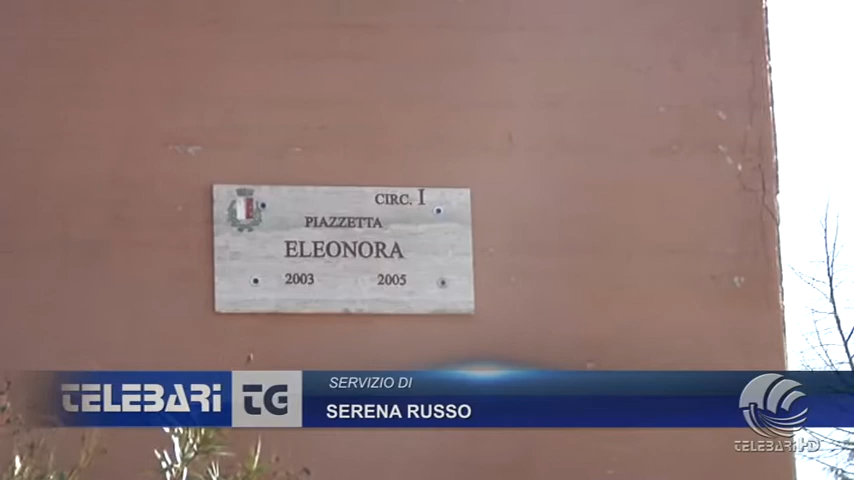 CIRC. I
PIAZZETTA
ELEONORA
2003 2005
TELEBARI TG
SERVIZIO DI
SERENA RUSSO
TELEBARI HD